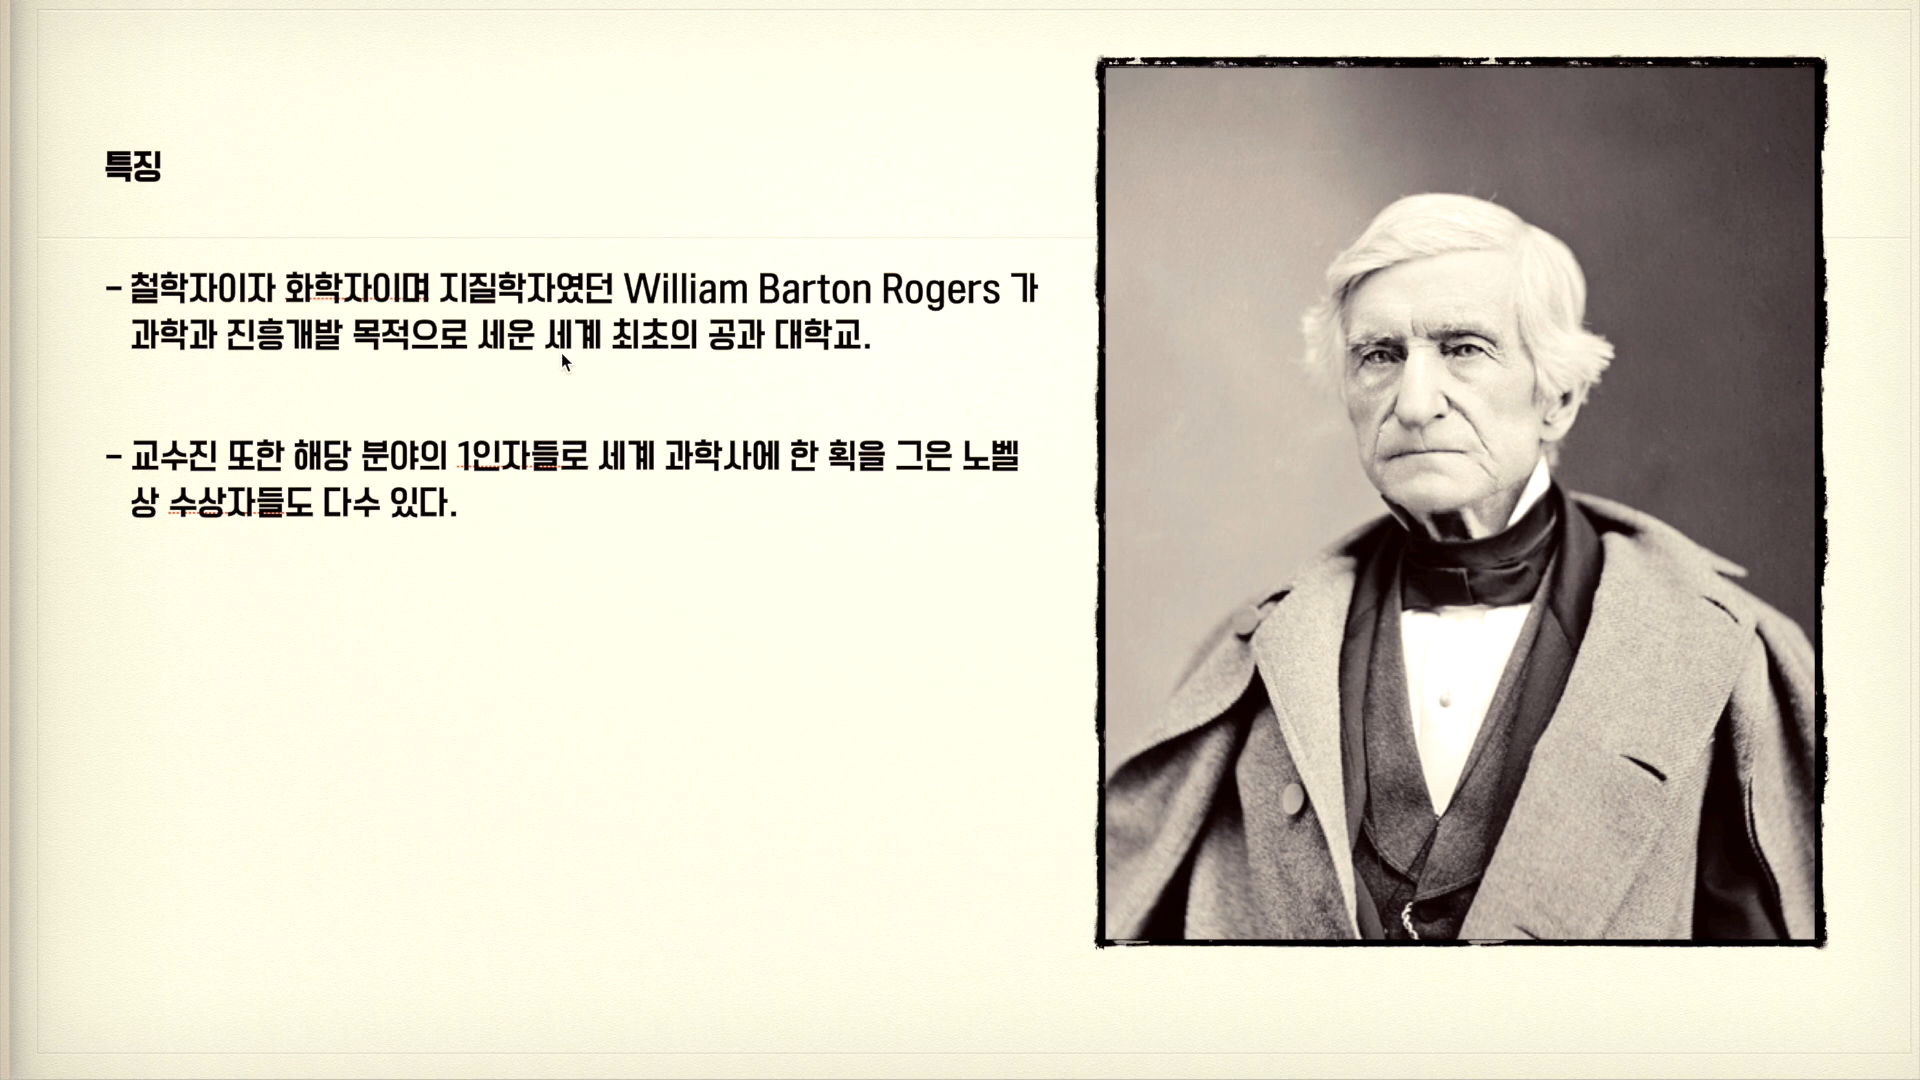 특징
- 철학자이자 화학자이며 지질학자였던 William Barton Rogers 가
과학과 진흥개발 목적으로 세운 세계 최초의 공과 대학교.
- 교수진 또한 해당 분야의 1인자들로 세계 과학사에 한 획을 그은 노벨
상 수상자들도 다수 있다.